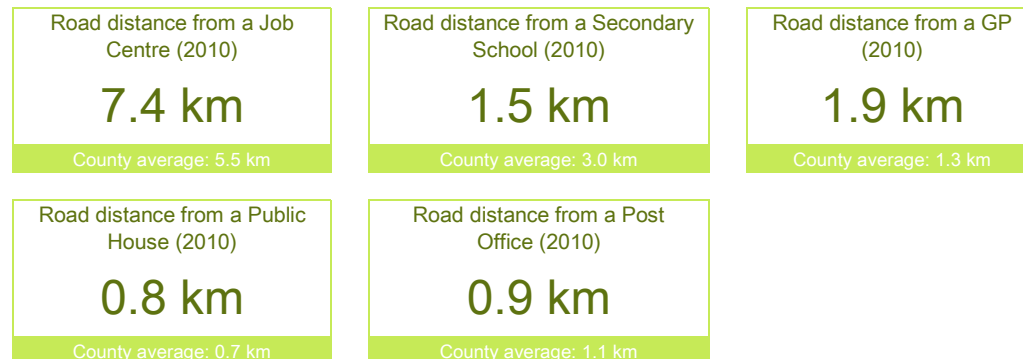 Road distance from a Job
Centre (2010)
7.4 km
County average: 5.5 km
Road distance from a Secondary
School (2010)
1.5 km
County average: 3.0 km
Road distance from a GP
(2010)
1.9 km
County average: 1.3 km
Road distance from a Public
House (2010)
0.8 km
County average: 0.7 km
Road distance from a Post
Office (2010)
0.9 km
County average: 1.1 km